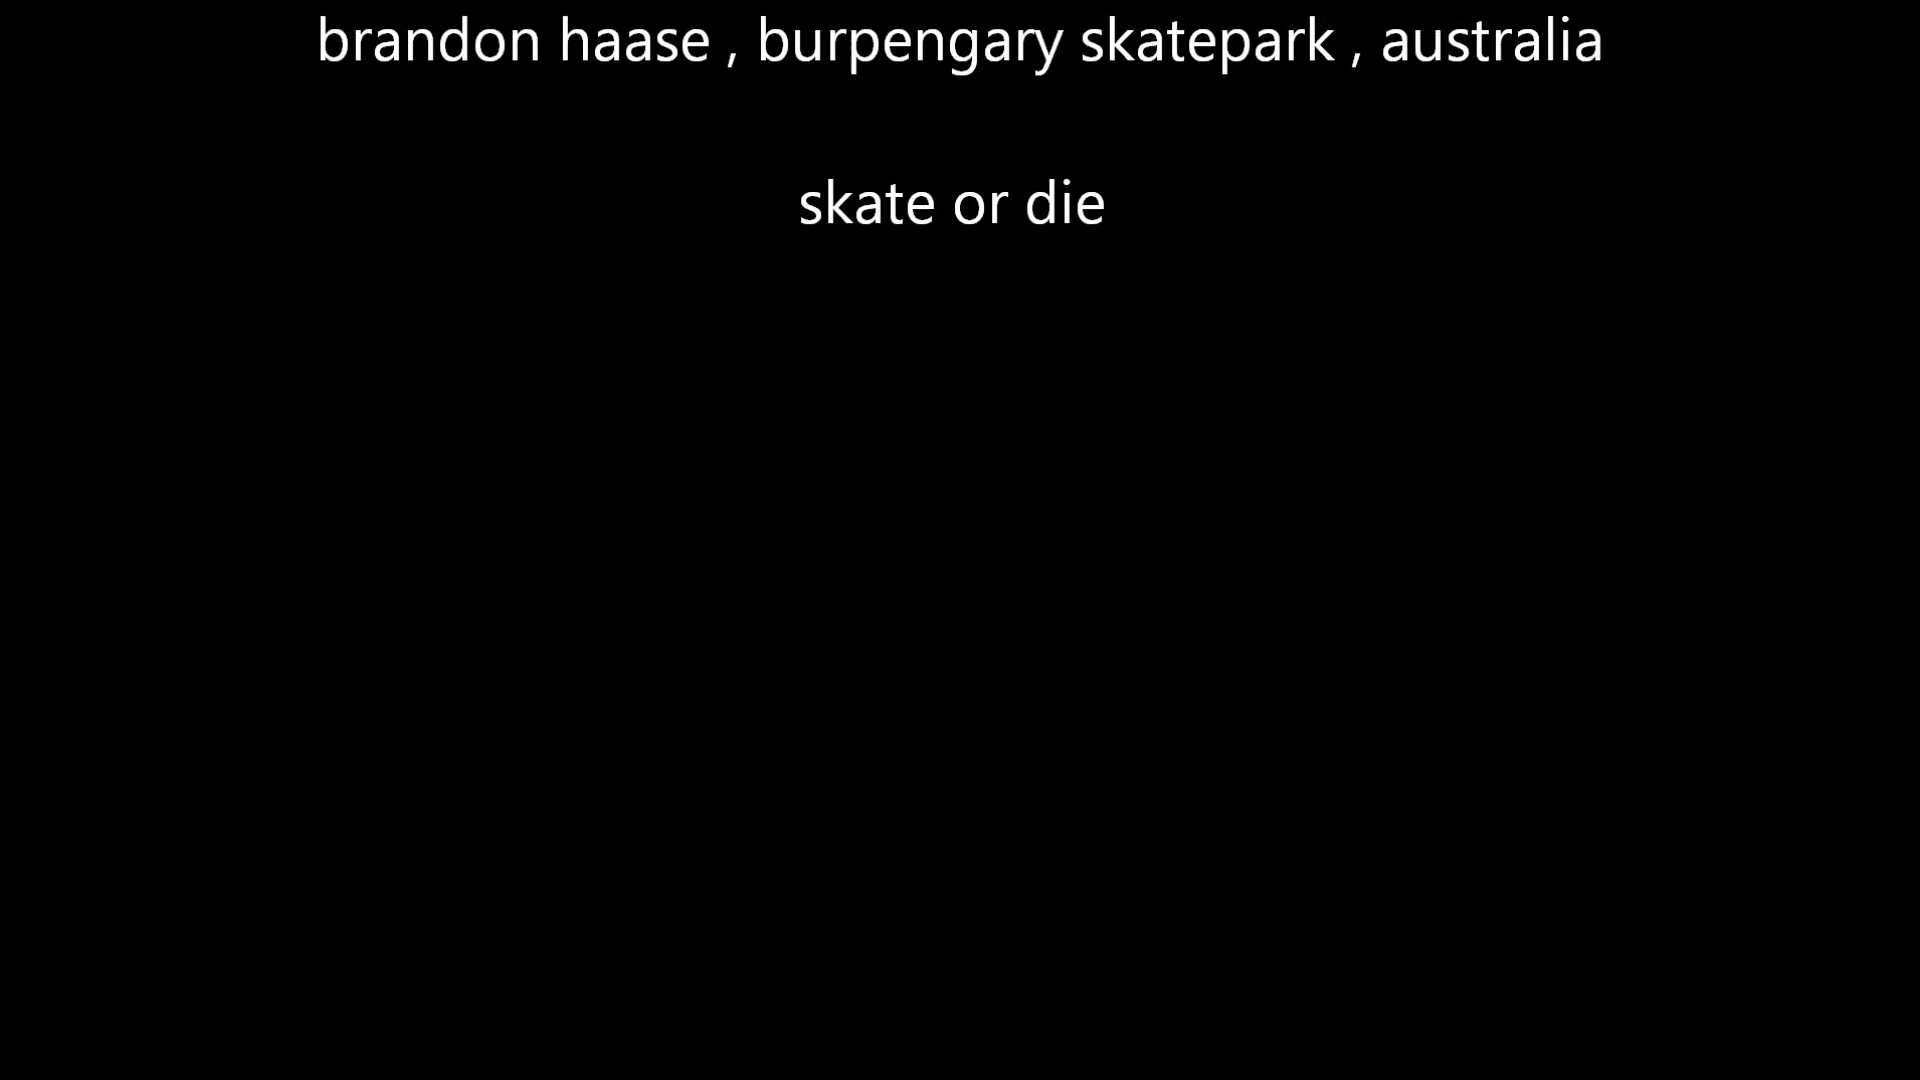 brandon haase , burpengary skatepark , australia
skate or die